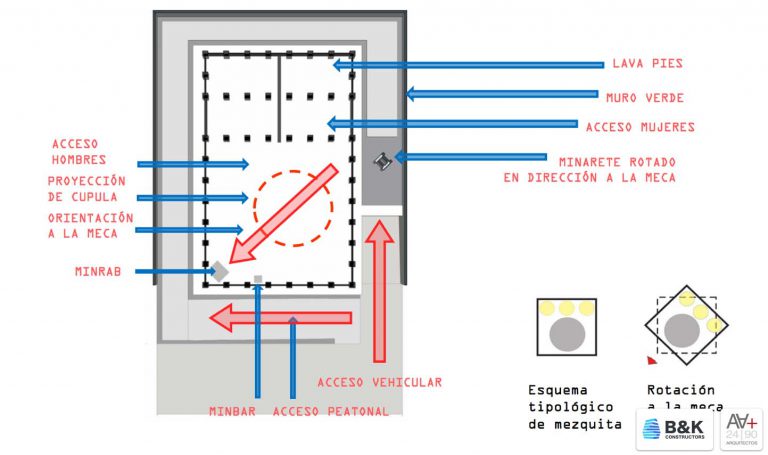 LAVA PIES
MURO VERDE
ACCESO MUJERES
MINARETE ROTADO
EN DIRECCIÓN A LA MECA
ACCESO
HOMBRES
PROYECCIÓN
DE CUPULA
ORIENTACIÓN
A LA MECA
MINRAB
ACCESO VEHICULAR
MINBAR
ACCESO PEATONAL
Esquema
tipológico
de mezquita
Rotación
a la meca
B&K
CONSTRUCTORS
AA+
24|90
ARQUITECTOS